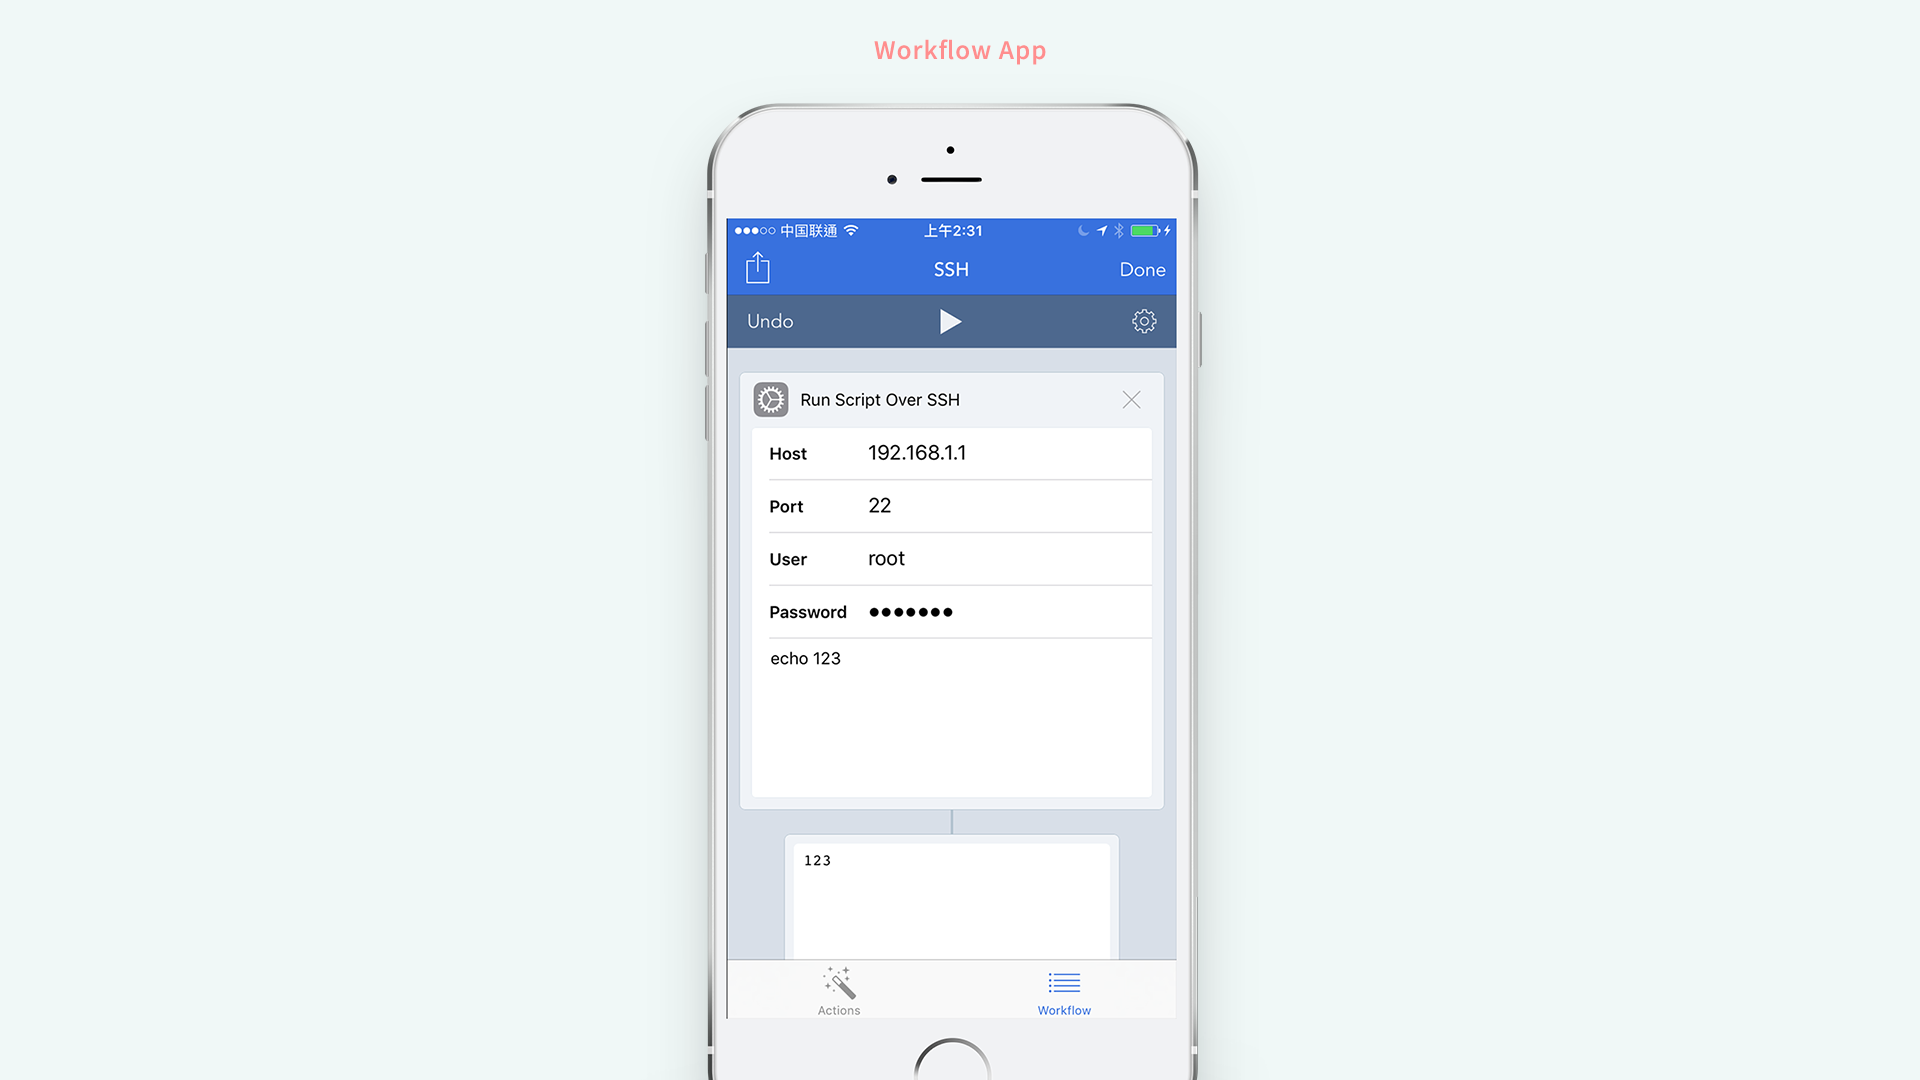 Workflow App
中国联通 上午2:31
SSH Done
Undo
Run Script Over SSH
Host 192.168.1.1
Port 22
User root
Password ●●●●●●●
echo 123
123
Actions Workflow